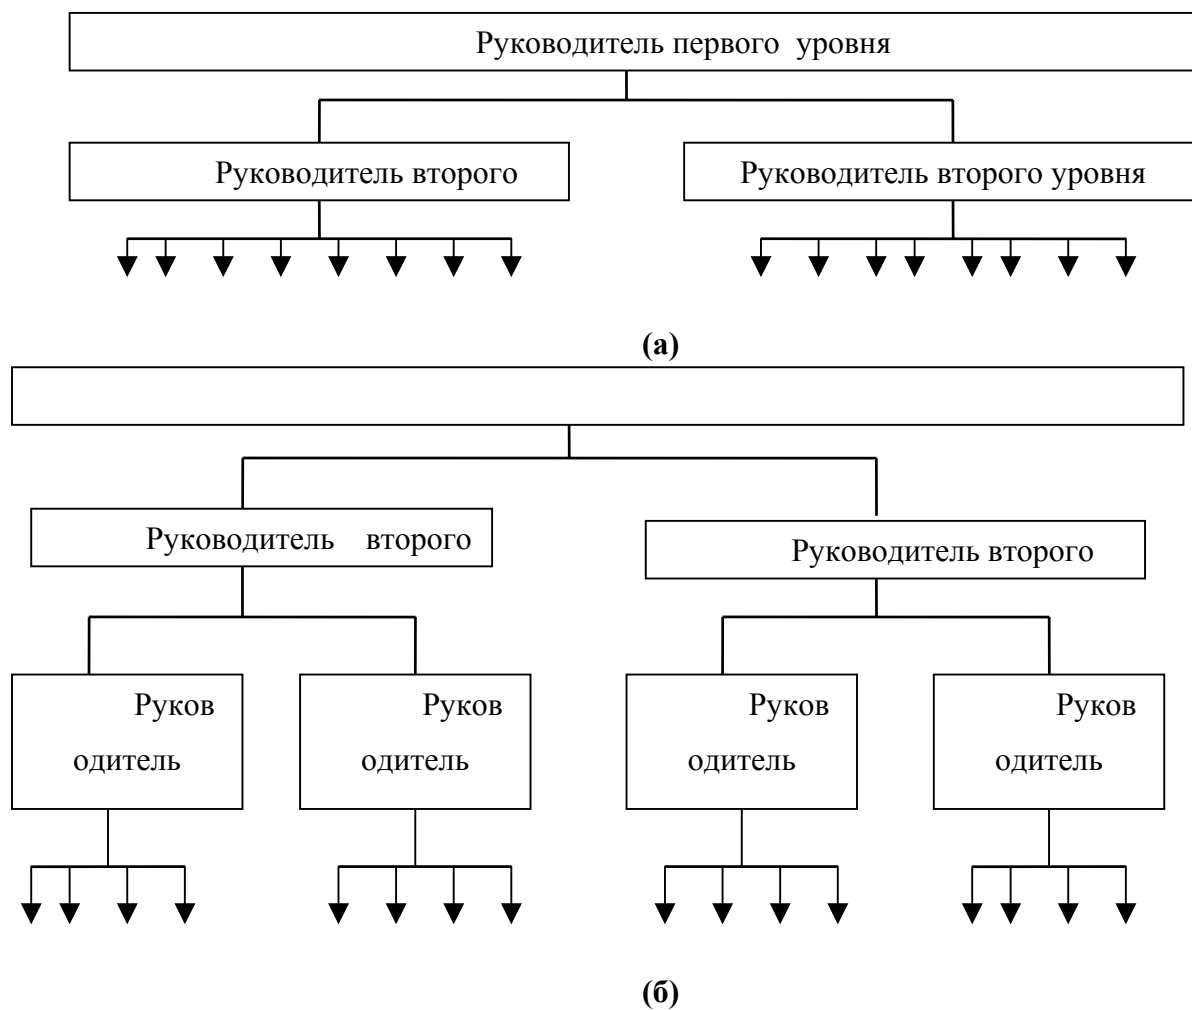 Руководитель первого уровня
Руководитель второго
Руководитель второго уровня
(а)
Руководитель второго
Руководитель второго
Руков
одитель
Руков
одитель
Руков
одитель
Руков
одитель
(б)